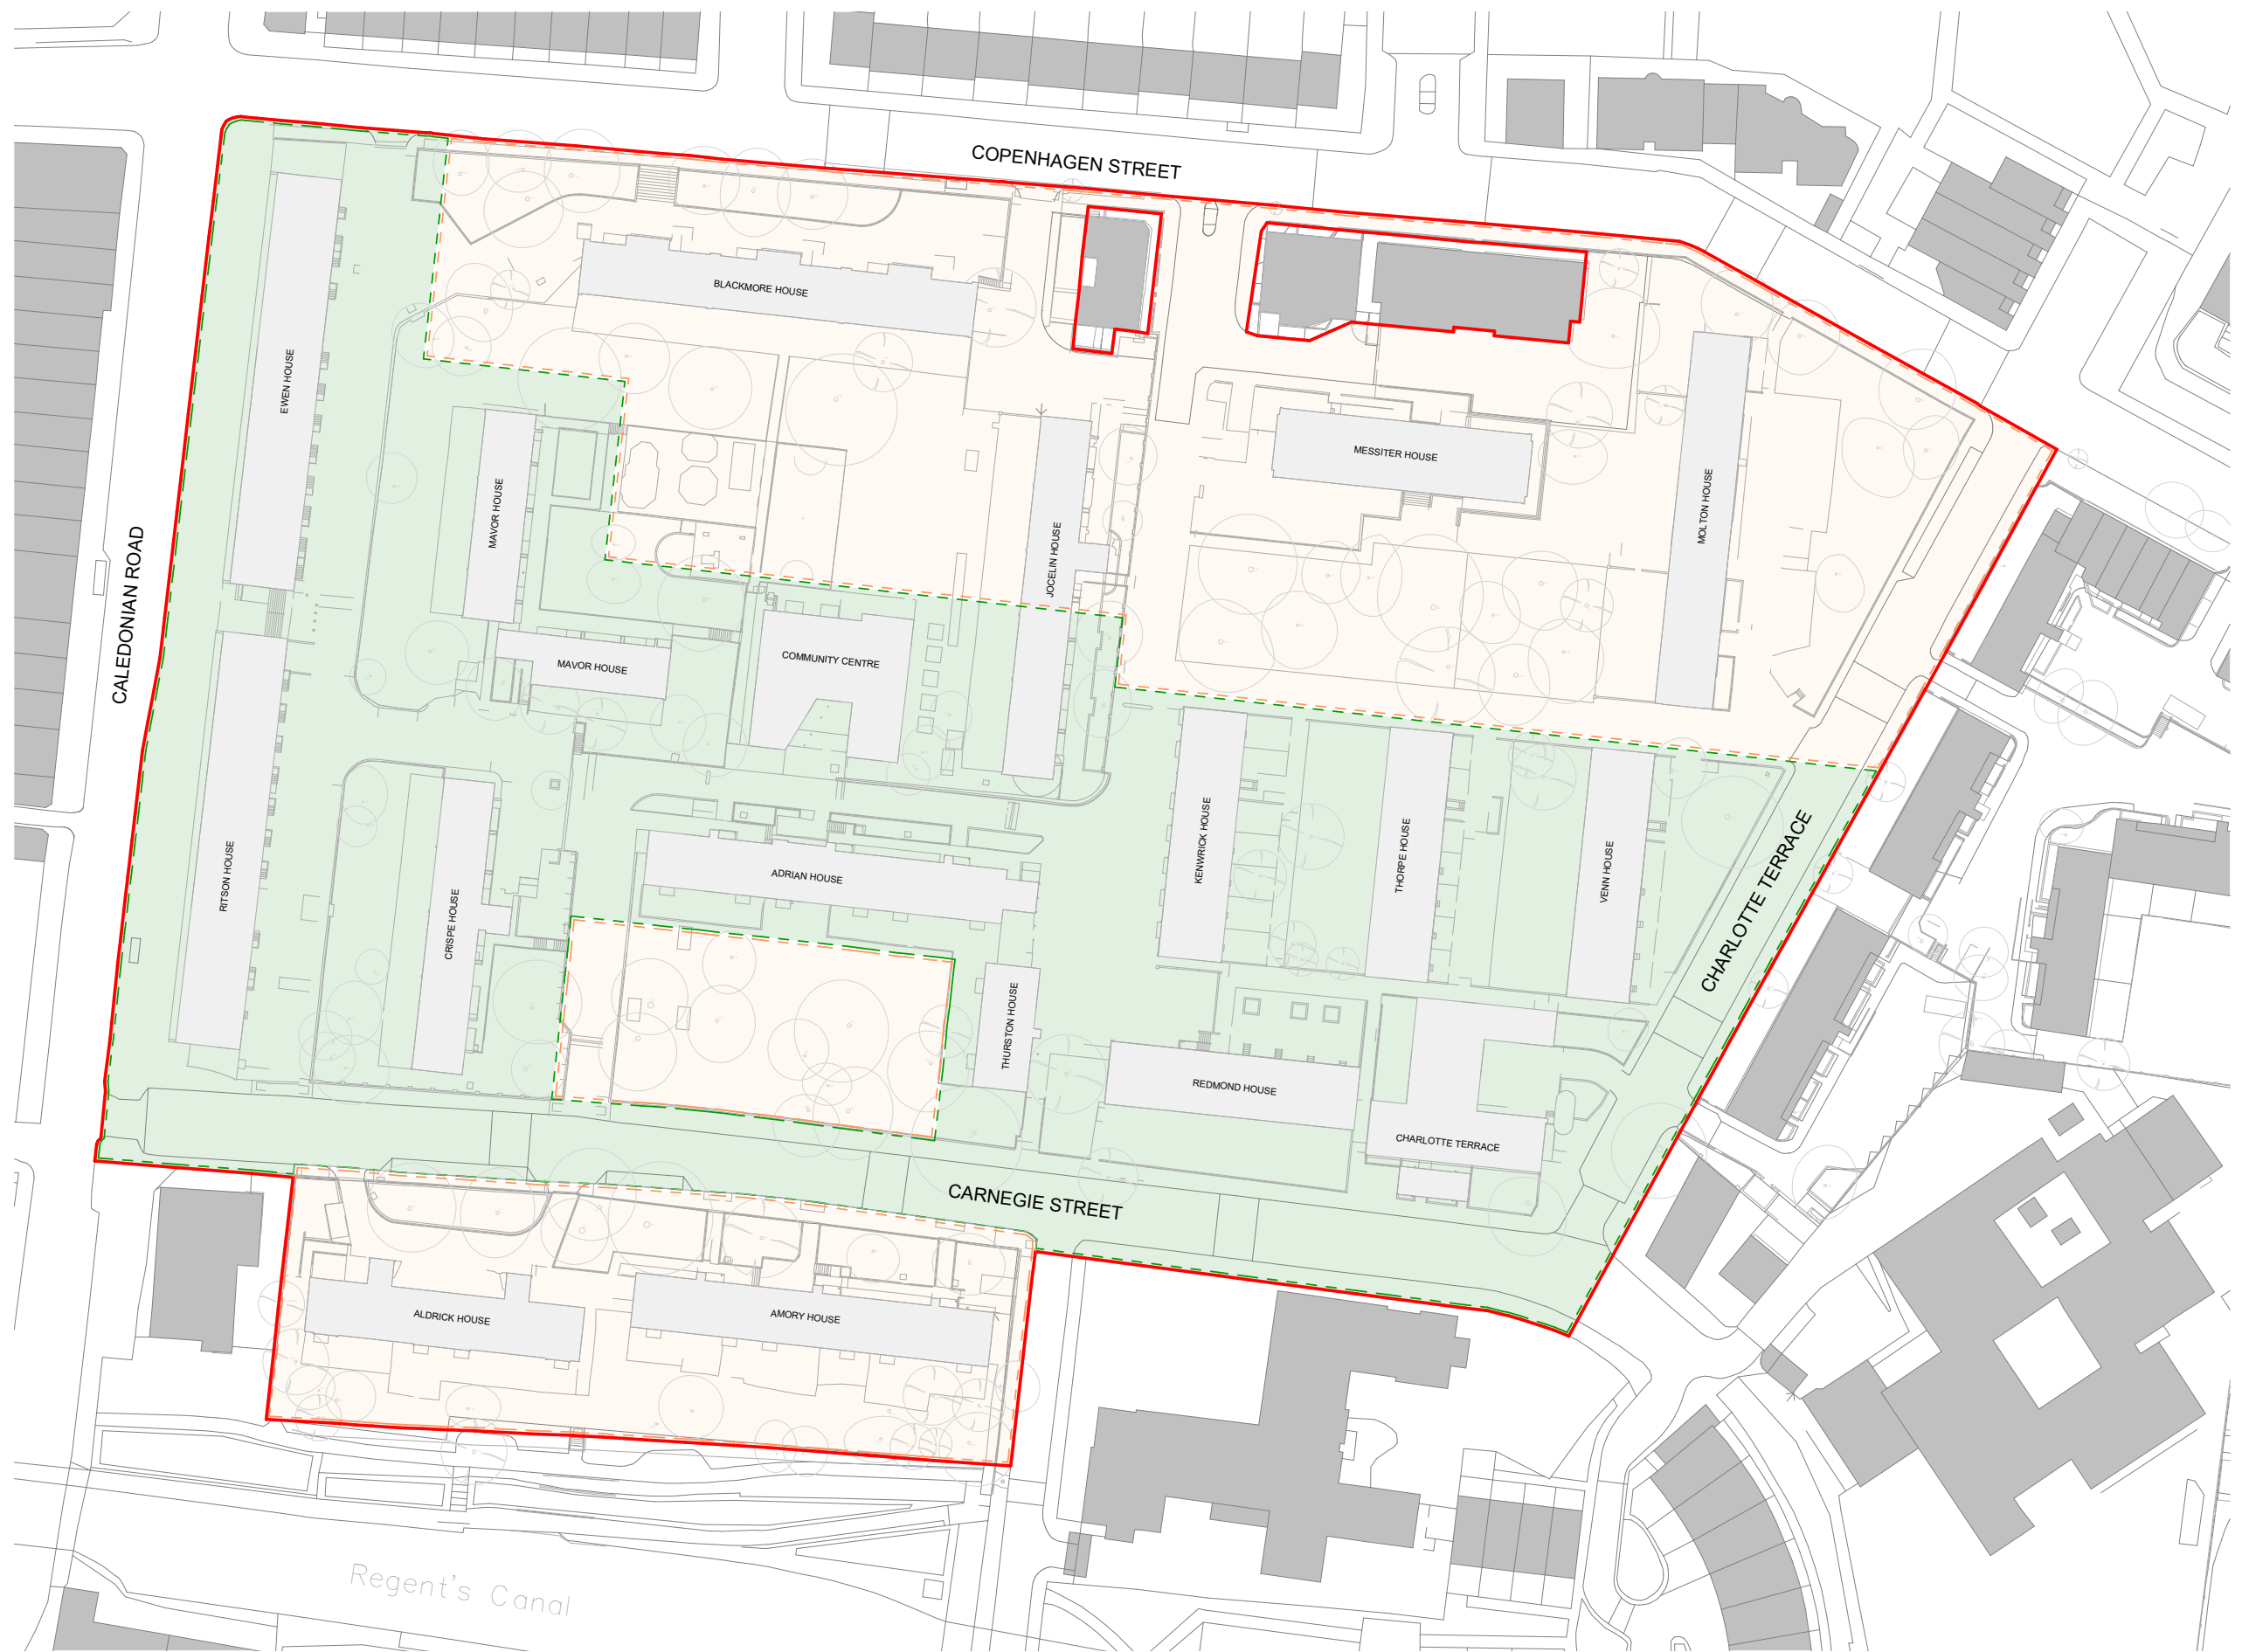 COPENHAGEN STREET
BLACKMORE HOUSE
EWEN HOUSE
MESSITER HOUSE
MAVOR HOUSE
MOLTON HOUSE
JOCELIN HOUSE
CALEDONIAN ROAD
COMMUNITY CENTRE
MAVOR HOUSE
KENWRICK HOUSE
THORPE HOUSE
VENN HOUSE
CHARLOTTE TERRACE
RITSON HOUSE
ADRIAN HOUSE
CRISPE HOUSE
THURSTON HOUSE
REDMOND HOUSE
CHARLOTTE TERRACE
CARNEGIE STREET
ALDRICK HOUSE
AMORY HOUSE
Regent's Canal